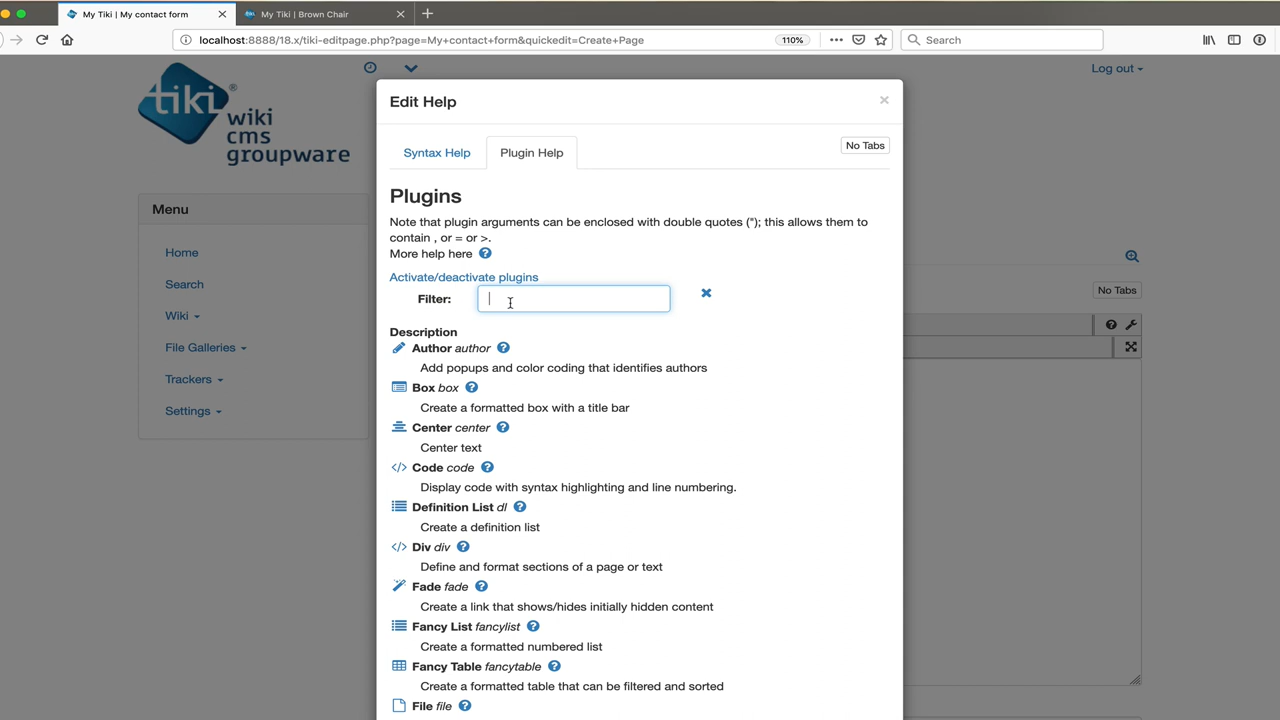 My Tiki | My contact form
My Tiki | Brown Chair
localhost:8888/18.x/tiki-editpage.php?page=My+contact+form&quickedit=Create+Page
110%
Search
tiki
®
wiki
cms
groupware
Log out
Menu
Home
Search
Wiki
File Galleries
Trackers
Settings
No Tabs
Edit Help
×
Syntax Help
Plugin Help
No Tabs
Plugins
Note that plugin arguments can be enclosed with double quotes ("); this allows them to
contain , or = or >.
More help here
Activate/deactivate plugins
Filter:
Description
Author author
Add popups and color coding that identifies authors
Box box
Create a formatted box with a title bar
Center center
Center text
Code code
Display code with syntax highlighting and line numbering.
Definition List dl
Create a definition list
Div div
Define and format sections of a page or text
Fade fade
Create a link that shows/hides initially hidden content
Fancy List fancylist
Create a formatted numbered list
Fancy Table fancytable
Create a formatted table that can be filtered and sorted
File file